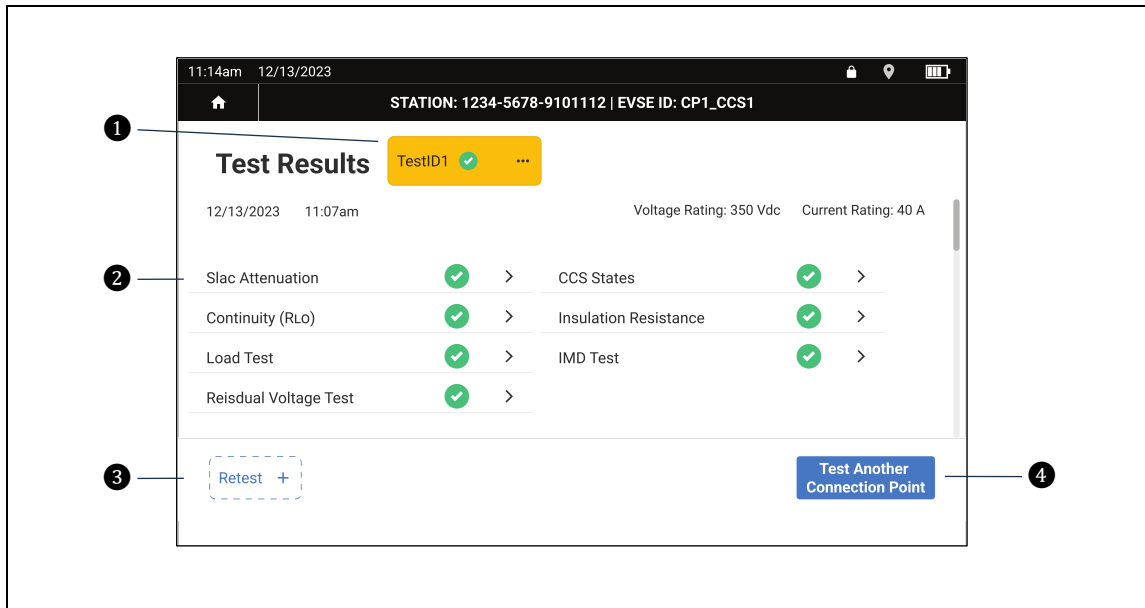 11:14am 12/13/2023
STATION: 1234-5678-9101112 | EVSE ID: CP1_CCS1
1
Test Results TestID1 ...
12/13/2023 11:07am Voltage Rating: 350 Vdc Current Rating: 40 A
2
Slac Attenuation CCS States
Continuity (RLO) Insulation Resistance
Load Test IMD Test
Reisdual Voltage Test
3
Retest +
Test Another
Connection Point
4